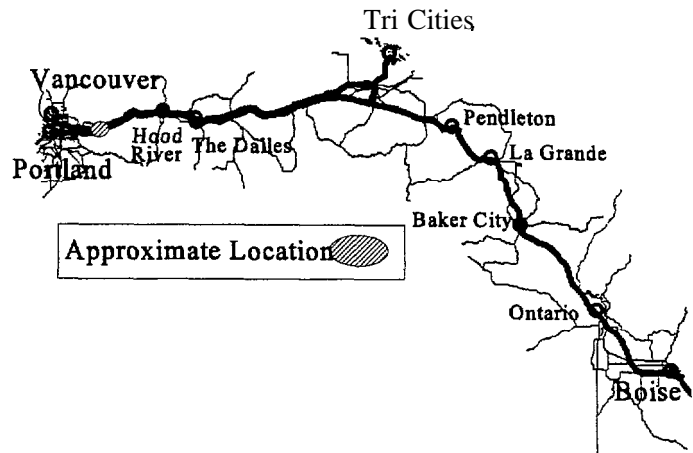 Tri Cities
Vancouver
Portland
Hood
River
The Dalles
Pendleton
La Grande
Baker City
Approximate Location
Ontario
Boise